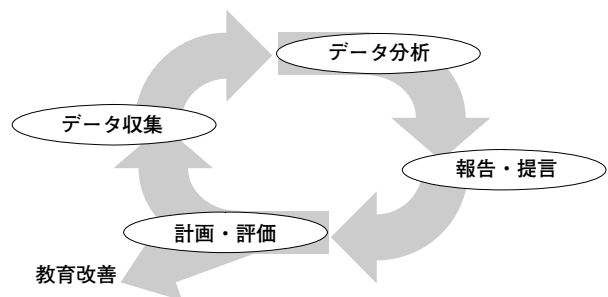 データ分析
データ収集
報告・提言
計画・評価
教育改善